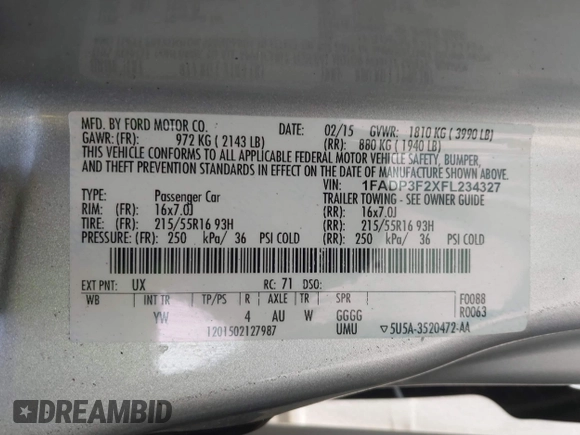 MFD. BY FORD MOTOR CO.
DATE: 02/15 GVWR: 1810 KG ( 3990 LB)
GAWR: (FR): 972 KG ( 2143 LB) (RR): 880 KG ( 1940 LB)
THIS VEHICLE CONFORMS TO ALL APPLICABLE FEDERAL MOTOR VEHICLE SAFETY, BUMPER,
AND THEFT PREVENTION STANDARDS IN EFFECT ON THE DATE OF MANUFACTURE SHOWN ABOVE.
VIN: 1FADP3F2XFL234327
TYPE: Passenger Car TRAILER TOWING - SEE OWNER GUIDE
RIM: (FR): 16x7.0J (RR): 16x7.0J
TIRE: (FR): 215/55R16 93H (RR): 215/55R16 93H
PRESSURE: (FR): 250 kPa/ 36 PSI COLD (RR): 250 kPa/ 36 PSI COLD
EXT PNT: UX RC: 71 DSO:
WB INT TR TP/PS R AXLE TR SPR F0088
YW 4 AU W GGGG R0063
1201502127987 UMU ▽5U5A-3520472-AA
DREAMBID